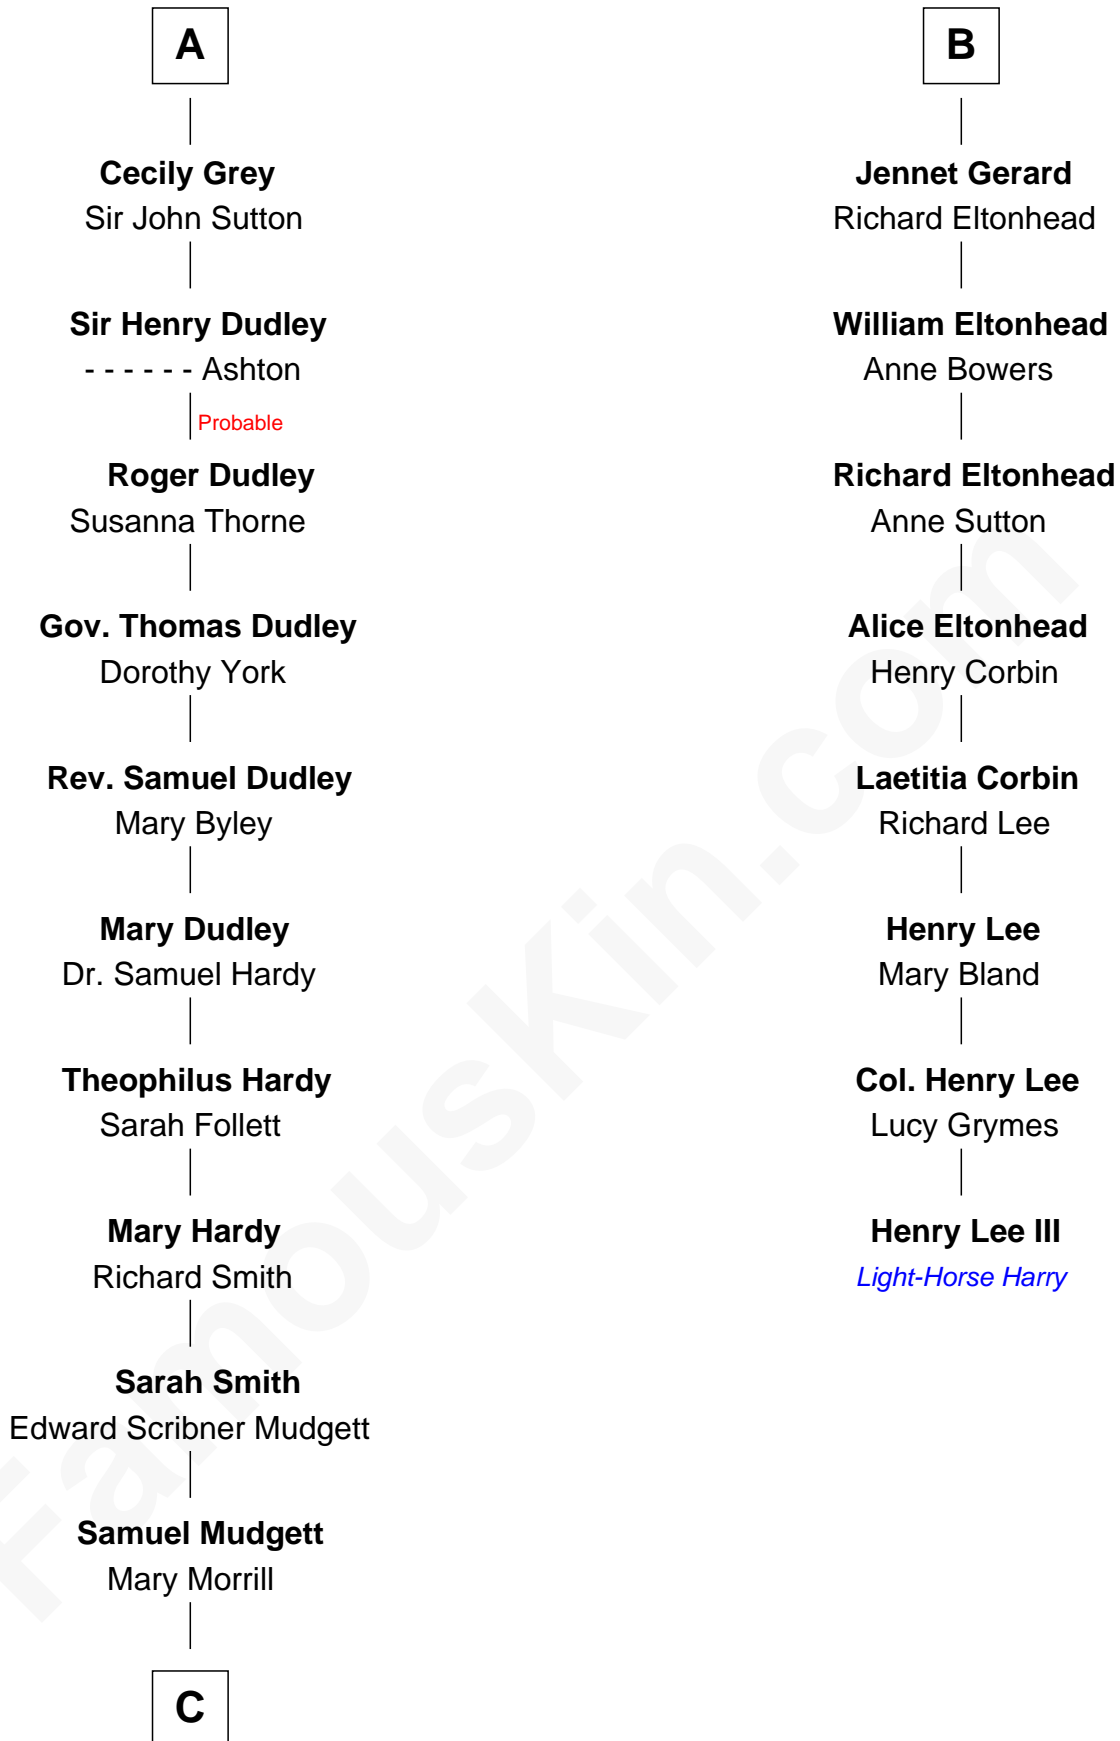 A
Cecily Grey
Sir John Sutton
Sir Henry Dudley
- - - - - - Ashton
Probable
Roger Dudley
Susanna Thorne
Gov. Thomas Dudley
Dorothy York
Rev. Samuel Dudley
Mary Byley
Mary Dudley
Dr. Samuel Hardy
Theophilus Hardy
Sarah Follett
Mary Hardy
Richard Smith
Sarah Smith
Edward Scribner Mudgett
Samuel Mudgett
Mary Morrill
C
B
Jennet Gerard
Richard Eltonhead
William Eltonhead
Anne Bowers
Richard Eltonhead
Anne Sutton
Alice Eltonhead
Henry Corbin
Laetitia Corbin
Richard Lee
Henry Lee
Mary Bland
Col. Henry Lee
Lucy Grymes
Henry Lee III
Light-Horse Harry
FamousKin.com